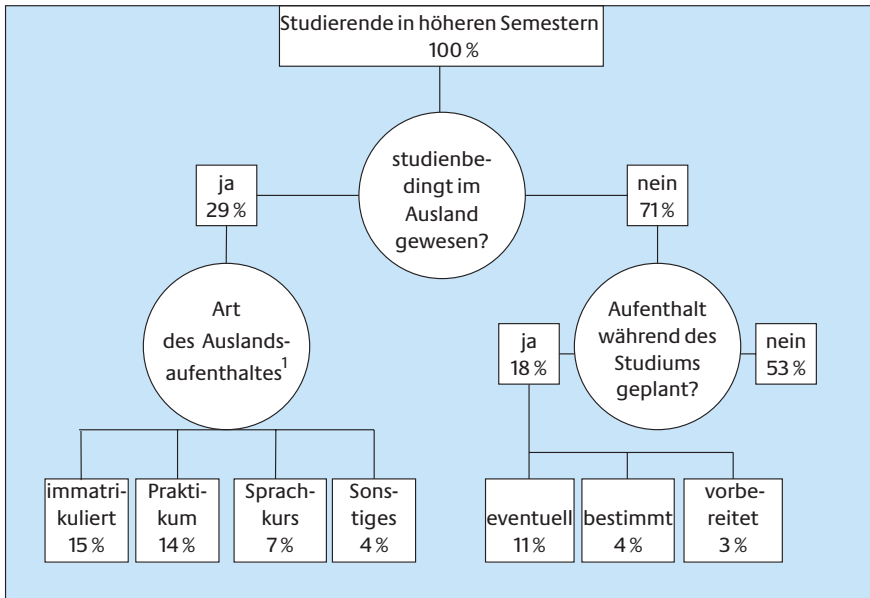 Studierende in höheren Semestern
100 %
studienbe-
dingt im
Ausland
gewesen?
ja
29 %
nein
71 %
Art
des Auslands-
aufenthaltes1
Aufenthalt
während des
Studiums
geplant?
ja
18 %
nein
53 %
immatri-
kuliert
15 %
Prakti-
kum
14 %
Sprach-
kurs
7 %
Sons-
tiges
4 %
eventuell
11 %
bestimmt
4 %
vorbe-
reitet
3 %